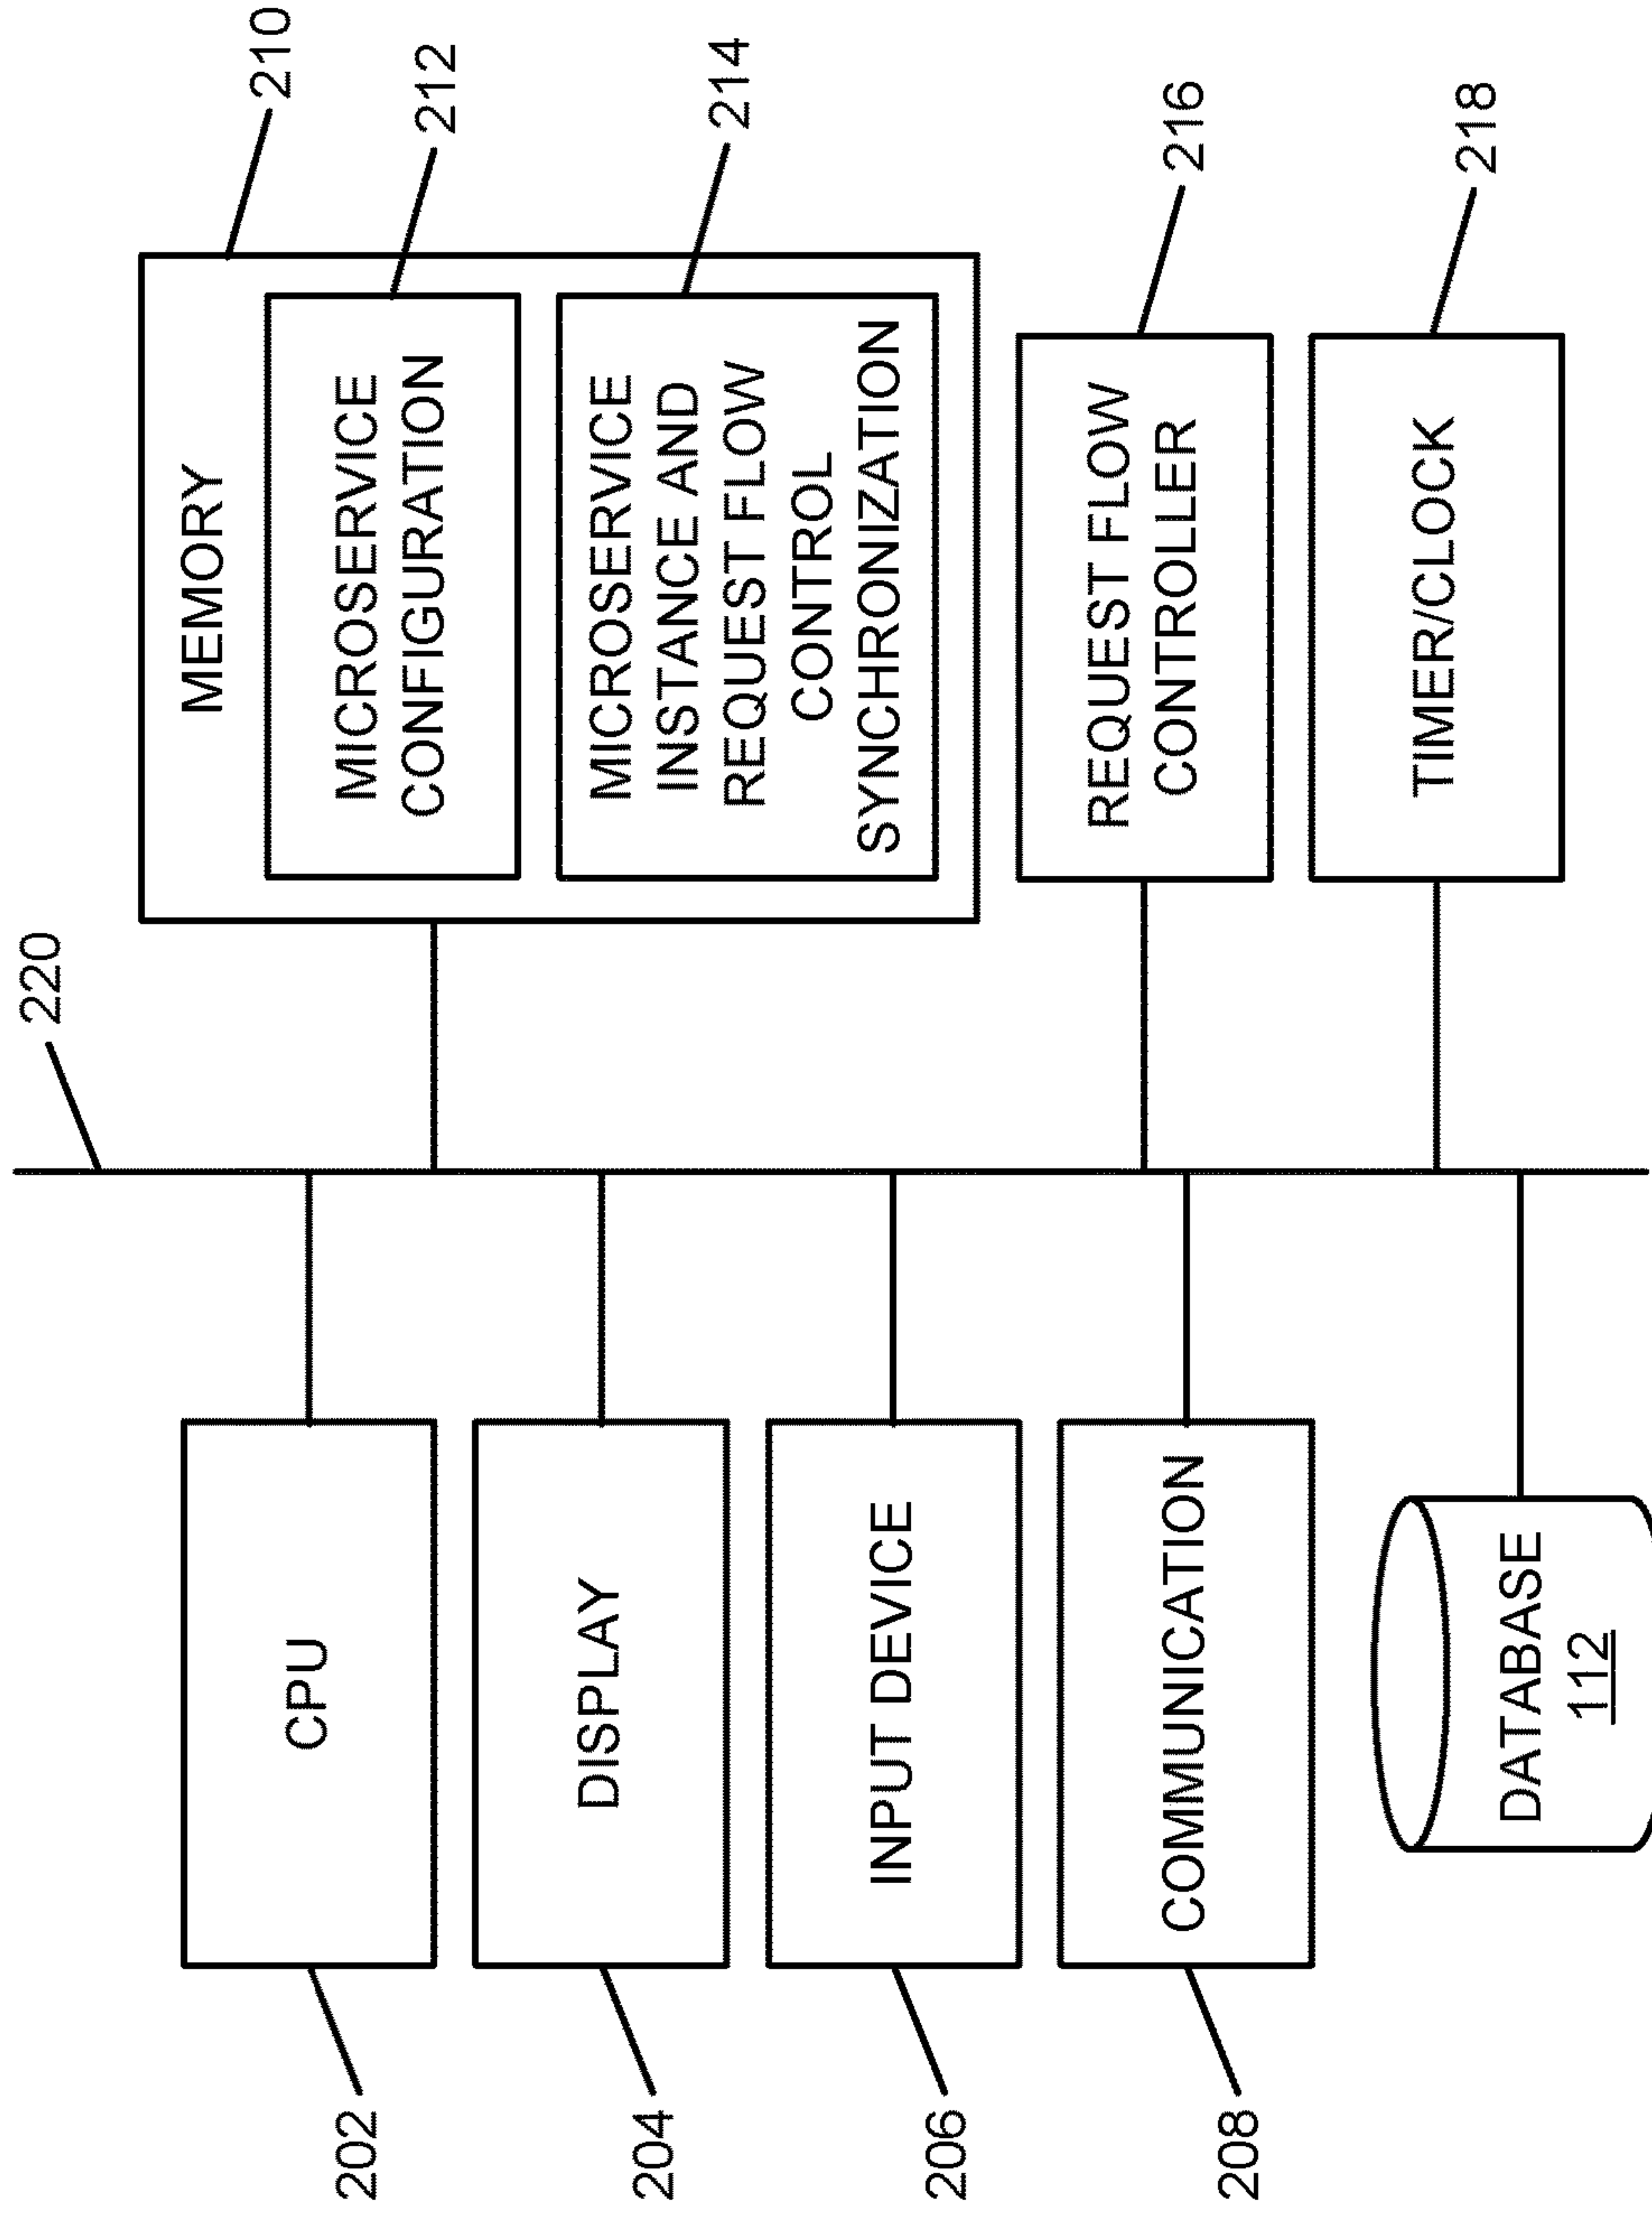 220
202
CPU
204
DISPLAY
206
INPUT DEVICE
208
COMMUNICATION
DATABASE
112
MEMORY
210
MICROSERVICE
CONFIGURATION
212
MICROSERVICE
INSTANCE AND
REQUEST FLOW
CONTROL
SYNCHRONIZATION
214
REQUEST FLOW
CONTROLLER
216
TIMER/CLOCK
218